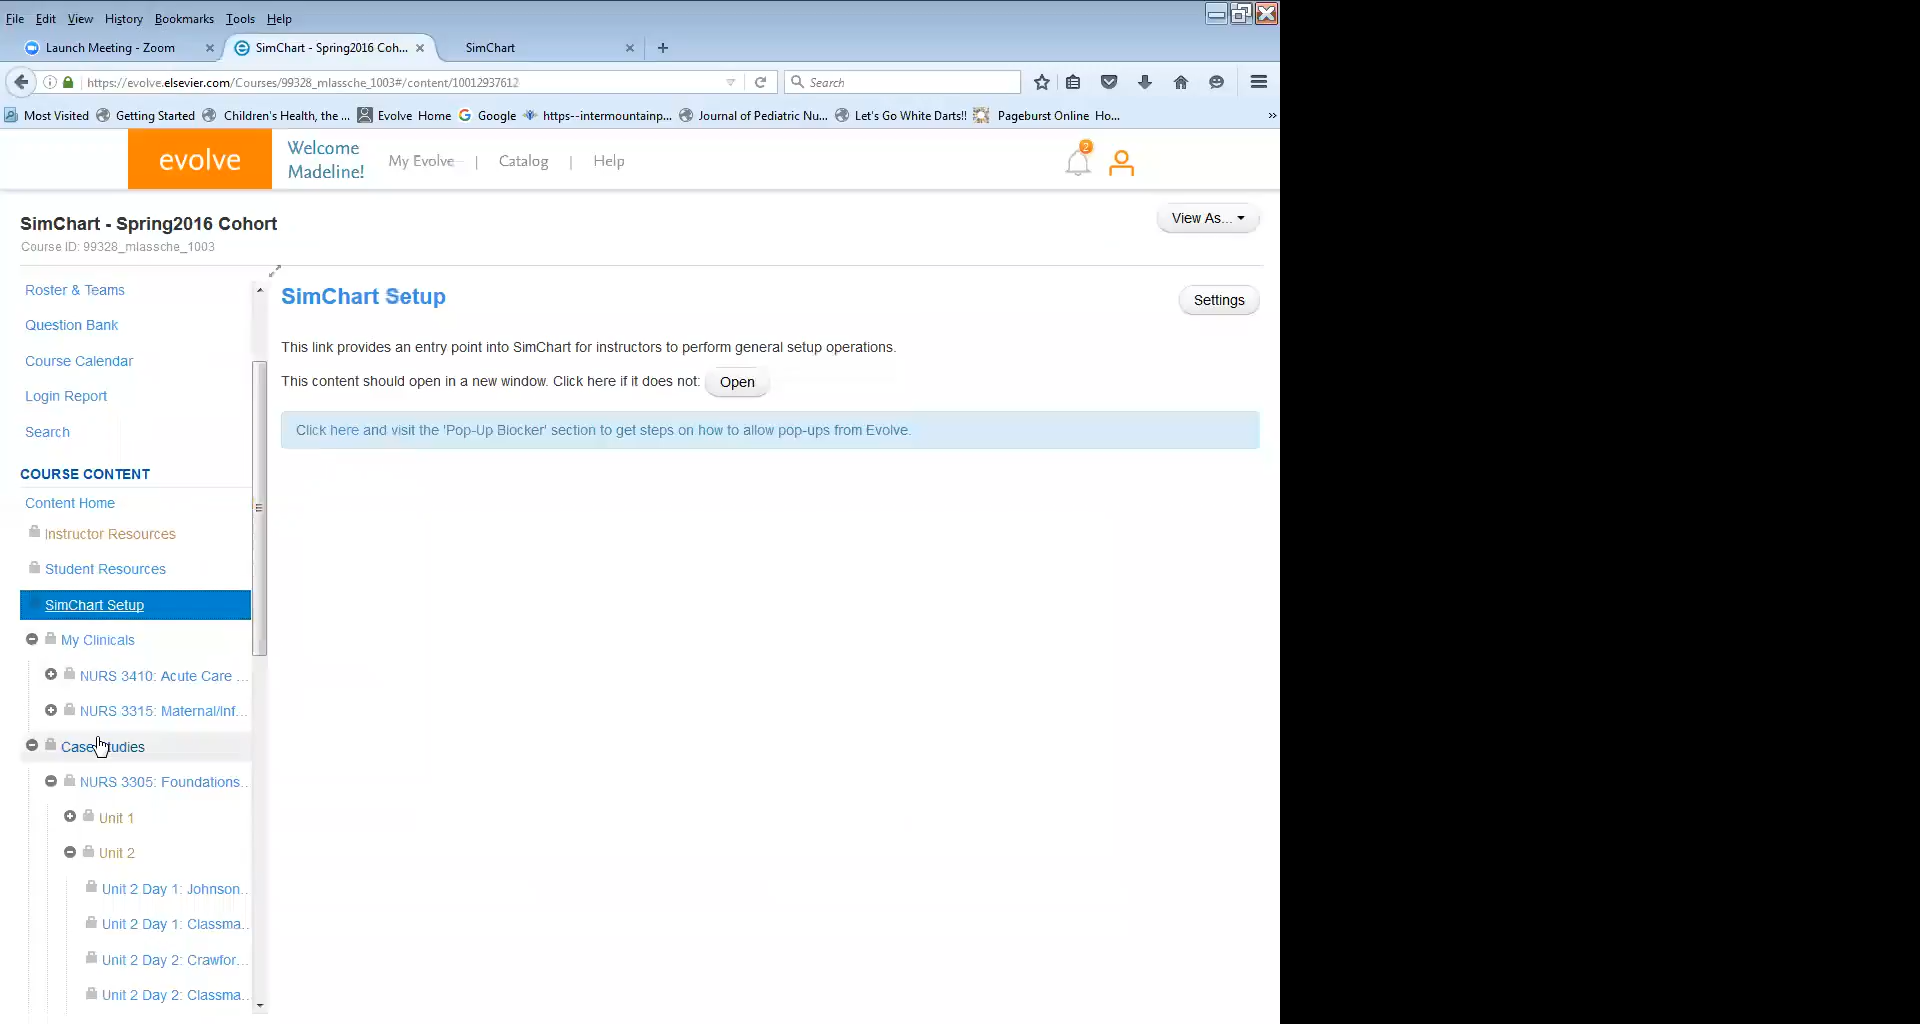 File Edit View History Bookmarks Tools Help
Launch Meeting - Zoom
SimChart - Spring2016 Coh...
SimChart
https://evolve.elsevier.com/Courses/99328_mlassche_1003#/content/10012937612
Search
Most Visited Getting Started Children's Health, the ... Evolve Home Google https--intermountainp... Journal of Pediatric Nu... Let's Go White Darts!! Pageburst Online Ho... »
evolve
Welcome
Madeline!
My Evolve | Catalog | Help
2
SimChart - Spring2016 Cohort
View As...
Course ID: 99328_mlassche_1003
Roster & Teams
Question Bank
Course Calendar
Login Report
Search
COURSE CONTENT
Content Home
Instructor Resources
Student Resources
SimChart Setup
My Clinicals
NURS 3410: Acute Care ...
NURS 3315: Maternal/Inf...
Case Studies
NURS 3305: Foundations...
Unit 1
Unit 2
Unit 2 Day 1: Johnson...
Unit 2 Day 1: Classma...
Unit 2 Day 2: Crawfor...
Unit 2 Day 2: Classma...
SimChart Setup
Settings
This link provides an entry point into SimChart for instructors to perform general setup operations.
This content should open in a new window. Click here if it does not: Open
Click here and visit the 'Pop-Up Blocker' section to get steps on how to allow pop-ups from Evolve.